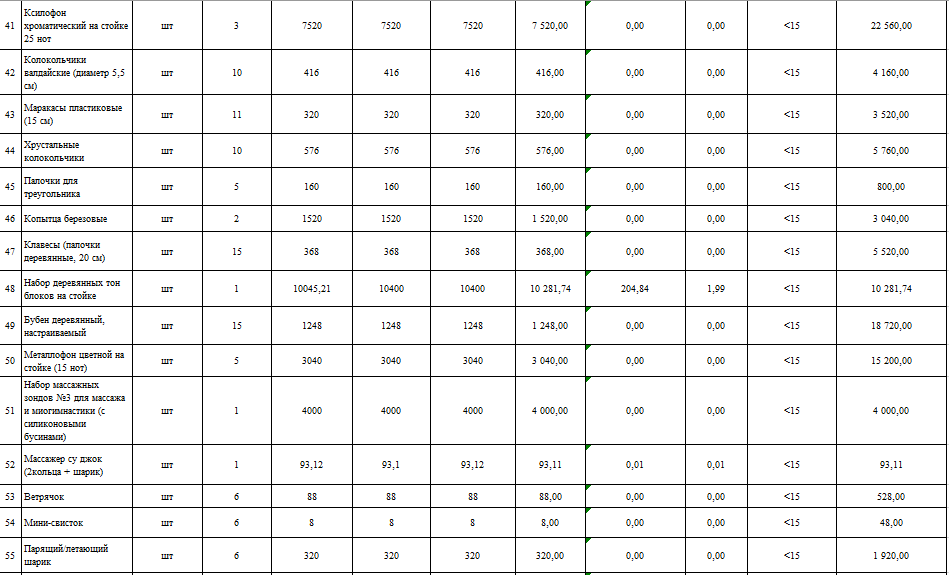 41 Ксилофон хроматический на стойке 25 нот шт 3 7520 7520 7520 7 520,00 0,00 0,00 <15 22 560,00
42 Колокольчики валдайские (диаметр 5,5 см) шт 10 416 416 416 416,00 0,00 0,00 <15 4 160,00
43 Маракасы пластиковые (15 см) шт 11 320 320 320 320,00 0,00 0,00 <15 3 520,00
44 Хрустальные колокольчики шт 10 576 576 576 576,00 0,00 0,00 <15 5 760,00
45 Палочки для треугольника шт 5 160 160 160 160,00 0,00 0,00 <15 800,00
46 Копытца березовые шт 2 1520 1520 1520 1 520,00 0,00 0,00 <15 3 040,00
47 Клавесы (палочки деревянные, 20 см) шт 15 368 368 368 368,00 0,00 0,00 <15 5 520,00
48 Набор деревянных тон блоков на стойке шт 1 10045,21 10400 10400 10 281,74 204,84 1,99 <15 10 281,74
49 Бубен деревянный, настраиваемый шт 15 1248 1248 1248 1 248,00 0,00 0,00 <15 18 720,00
50 Металлофон цветной на стойке (15 нот) шт 5 3040 3040 3040 3 040,00 0,00 0,00 <15 15 200,00
51 Набор массажных зондов №3 для массажа и миогимнастики (с силиконовыми бусинами) шт 1 4000 4000 4000 4 000,00 0,00 0,00 <15 4 000,00
52 Массажер су джок (2кольца + шарик) шт 1 93,12 93,1 93,12 93,11 0,01 0,01 <15 93,11
53 Ветрячок шт 6 88 88 88 88,00 0,00 0,00 <15 528,00
54 Мини-свисток шт 6 8 8 8 8,00 0,00 0,00 <15 48,00
55 Парящий/летающий шарик шт 6 320 320 320 320,00 0,00 0,00 <15 1 920,00